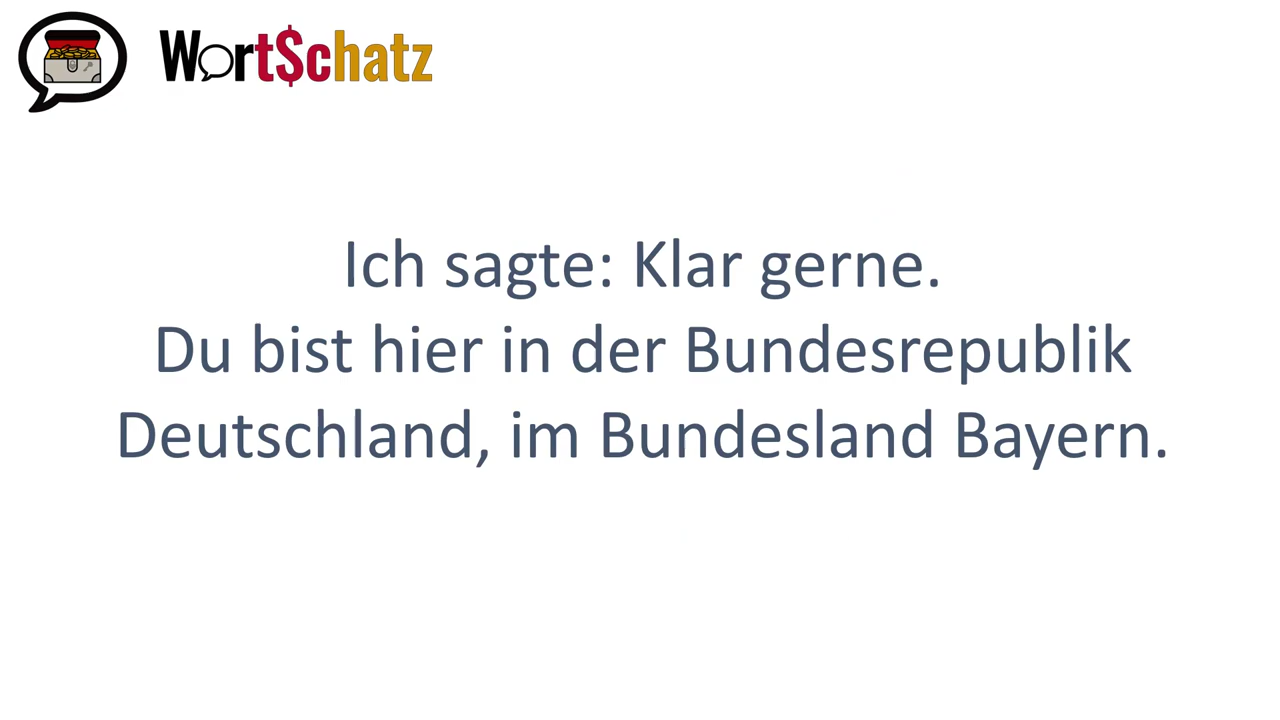 WortSchatz
Ich sagte: Klar gerne.
Du bist hier in der Bundesrepublik
Deutschland, im Bundesland Bayern.